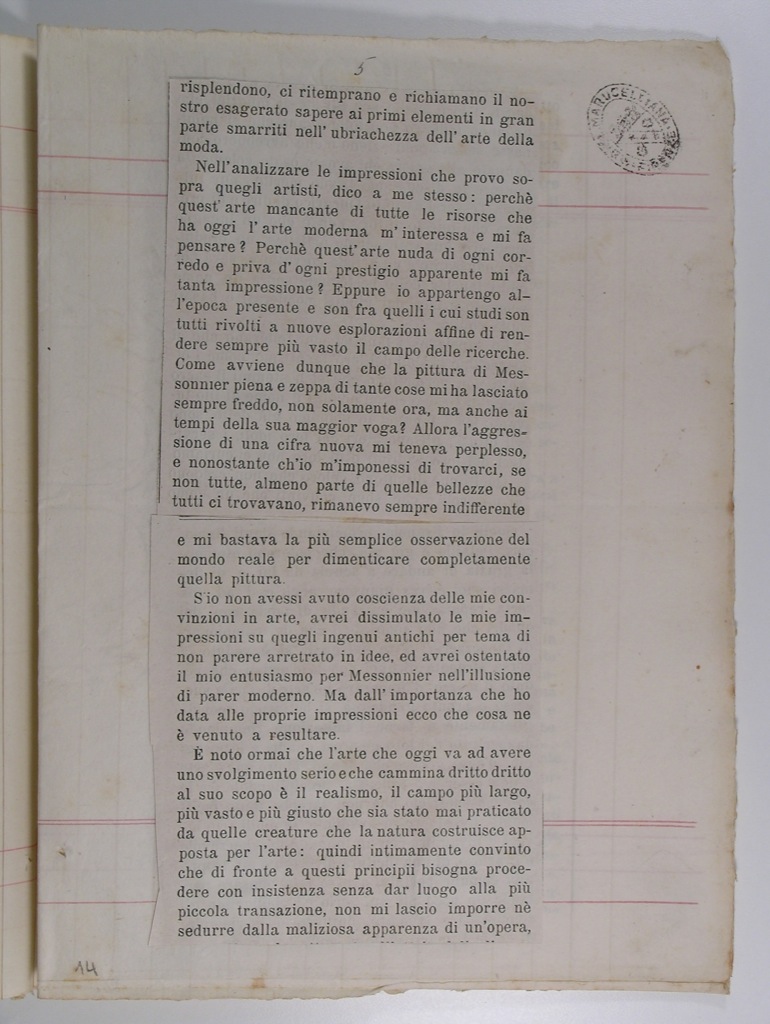 5
risplendono, ci ritemprano e richiamano il no-
stro esagerato sapere ai primi elementi in gran
parte smarriti nell'ubriachezza dell'arte della
moda.
Nell'analizzare le impressioni che provo so-
pra quegli artisti, dico a me stesso: perchè
quest'arte mancante di tutte le risorse che
ha oggi l'arte moderna m'interessa e mi fa
pensare? Perchè quest'arte nuda di ogni cor-
redo e priva d'ogni prestigio apparente mi fa
tanta impressione? Eppure io appartengo al-
l'epoca presente e son fra quelli i cui studi son
tutti rivolti a nuove esplorazioni affine di ren-
dere sempre più vasto il campo delle ricerche.
Come avviene dunque che la pittura di Mes-
sonnier piena e zeppa di tante cose mi ha lasciato
sempre freddo, non solamente ora, ma anche ai
tempi della sua maggior voga? Allora l'aggres-
sione di una cifra nuova mi teneva perplesso,
e nonostante ch'io m'imponessi di trovarci, se
non tutte, almeno parte di quelle bellezze che
tutti ci trovavano, rimanevo sempre indifferente
e mi bastava la più semplice osservazione del
mondo reale per dimenticare completamente
quella pittura.
S'io non avessi avuto coscienza delle mie con-
vinzioni in arte, avrei dissimulato le mie im-
pressioni su quegli ingenui antichi per tema di
non parere arretrato in idee, ed avrei ostentato
il mio entusiasmo per Messonnier nell'illusione
di parer moderno. Ma dall'importanza che ho
data alle proprie impressioni ecco che cosa ne
è venuto a resultare.
È noto ormai che l'arte che oggi va ad avere
uno svolgimento serio e che cammina dritto dritto
al suo scopo è il realismo, il campo più largo,
più vasto e più giusto che sia stato mai praticato
da quelle creature che la natura costruisce ap-
posta per l'arte: quindi intimamente convinto
che di fronte a questi principii bisogna proce-
dere con insistenza senza dar luogo alla più
piccola transazione, non mi lascio imporre nè
sedurre dalla maliziosa apparenza di un'opera,
MARUCELLIANA
14